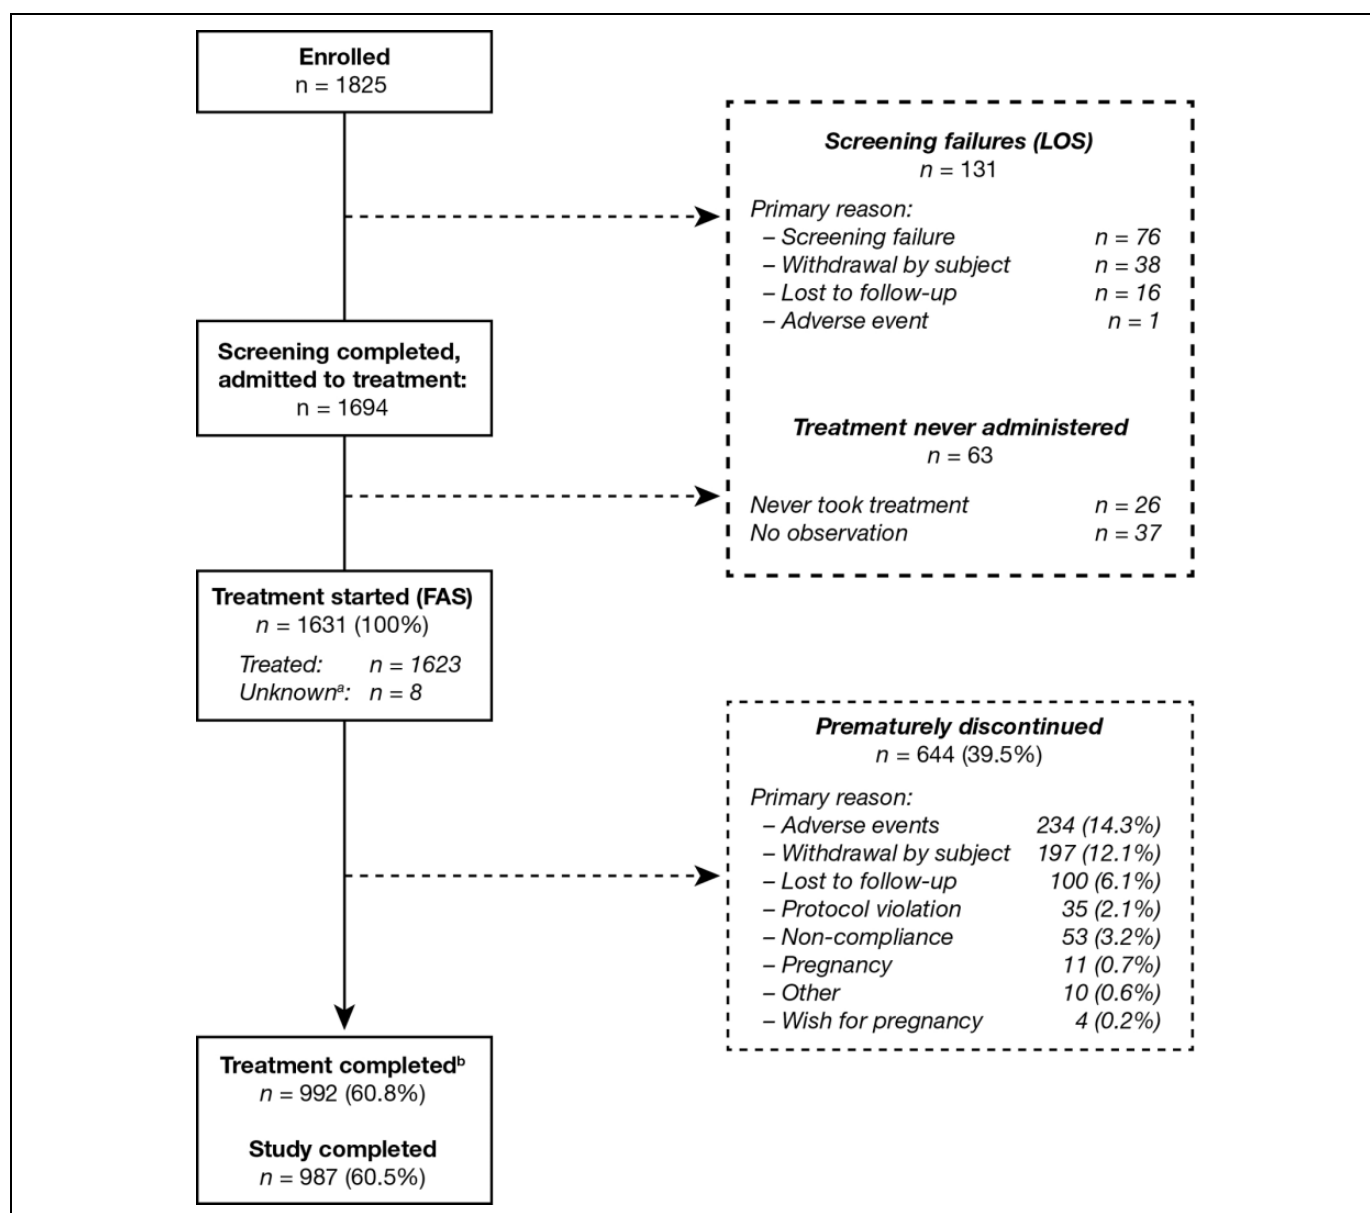 Enrolled
n = 1825
Screening failures (LOS)
n = 131
Primary reason:
– Screening failure n = 76
– Withdrawal by subject n = 38
– Lost to follow-up n = 16
– Adverse event n = 1
Screening completed,
admitted to treatment:
n = 1694
Treatment never administered
n = 63
Never took treatment n = 26
No observation n = 37
Treatment started (FAS)
n = 1631 (100%)
Treated: n = 1623
Unknownᵃ: n = 8
Prematurely discontinued
n = 644 (39.5%)
Primary reason:
– Adverse events 234 (14.3%)
– Withdrawal by subject 197 (12.1%)
– Lost to follow-up 100 (6.1%)
– Protocol violation 35 (2.1%)
– Non-compliance 53 (3.2%)
– Pregnancy 11 (0.7%)
– Other 10 (0.6%)
– Wish for pregnancy 4 (0.2%)
Treatment completedᵇ
n = 992 (60.8%)
Study completed
n = 987 (60.5%)